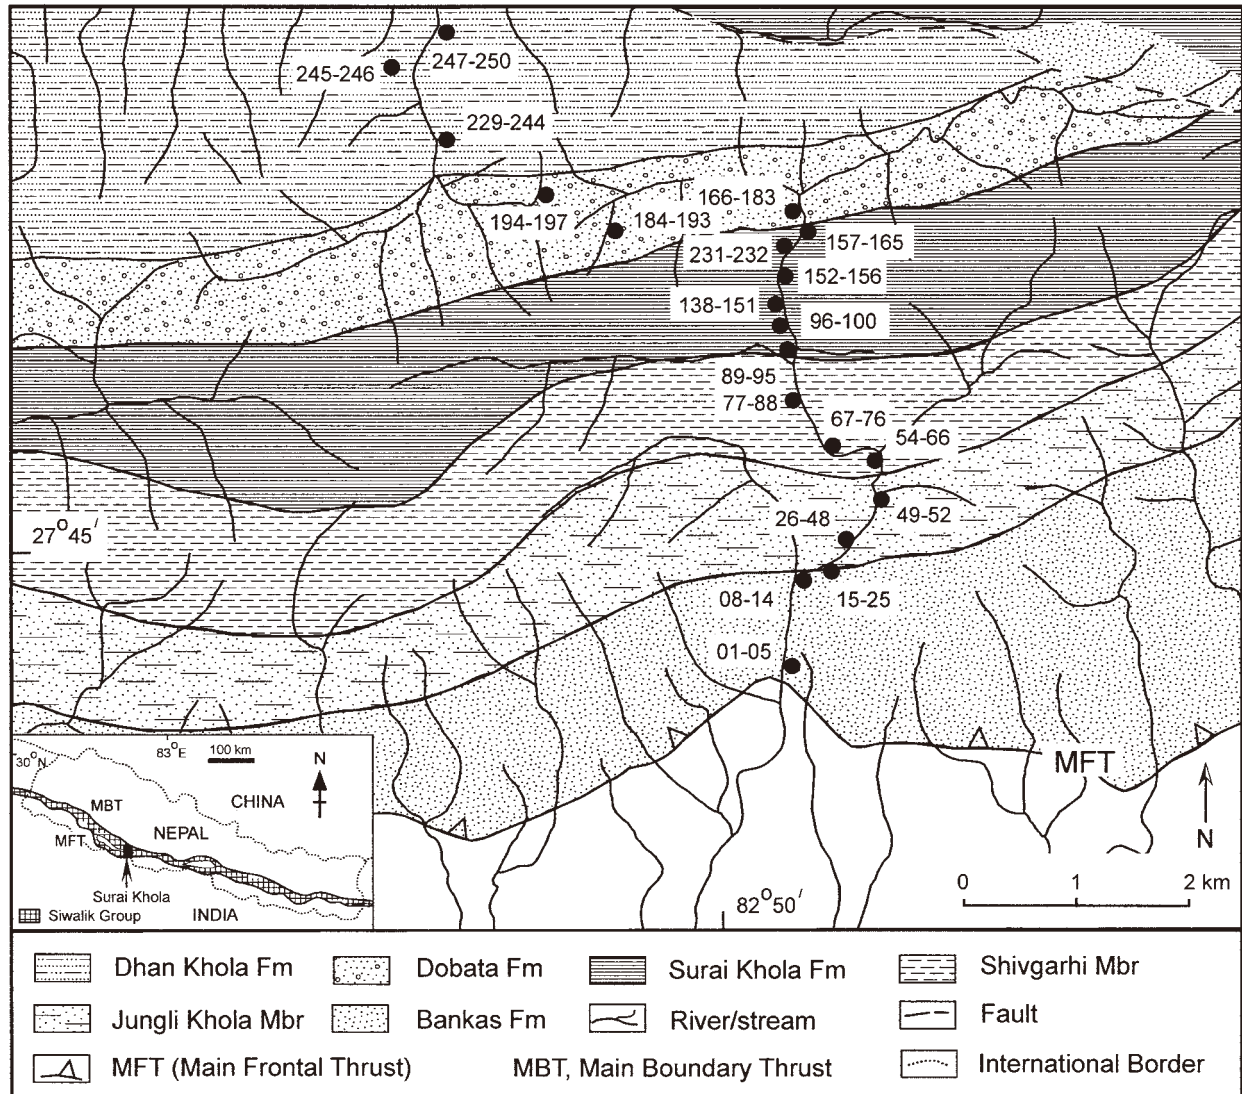 247-250
245-246
229-244
166-183
194-197
184-193
157-165
231-232
152-156
138-151
96-100
89-95
77-88
67-76
54-66
26-48
49-52
27°45'
08-14
15-25
01-05
MFT
N
83°E
100 km
30°N
N
MBT
CHINA
NEPAL
MFT
Surai Khola
Siwalik Group
INDIA
82°50'
0 1 2 km
Dhan Khola Fm
Dobata Fm
Surai Khola Fm
Shivgarhi Mbr
Jungli Khola Mbr
Bankas Fm
River/stream
Fault
MFT (Main Frontal Thrust)
MBT, Main Boundary Thrust
International Border